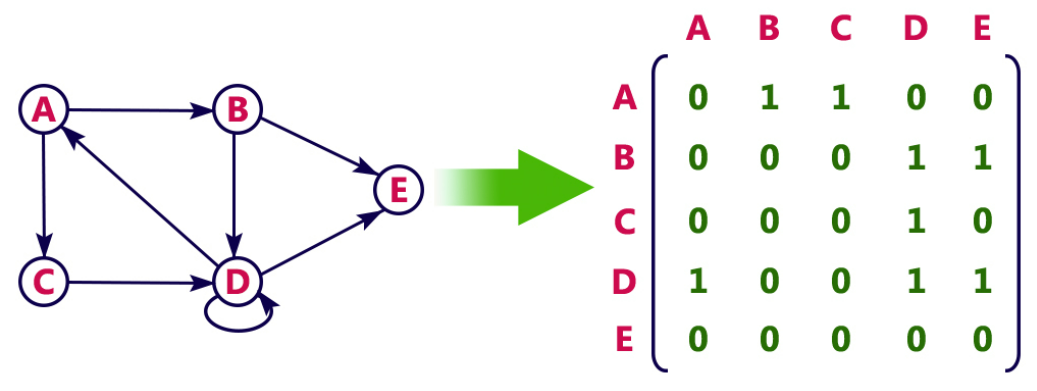 A B C D E
A B
E
C D
A 0 1 1 0 0
B 0 0 0 1 1
C 0 0 0 1 0
D 1 0 0 1 1
E 0 0 0 0 0